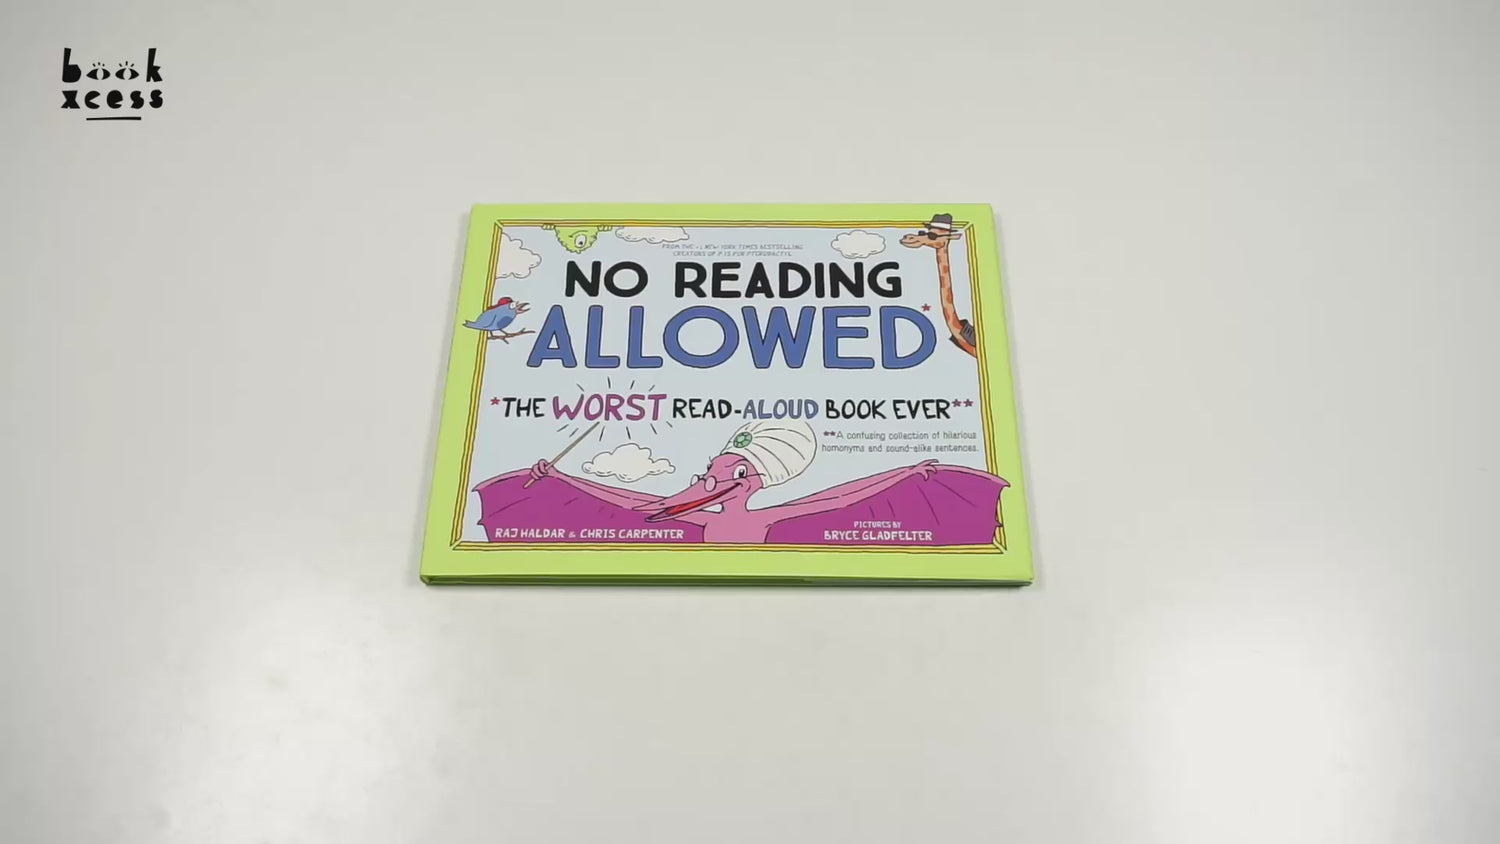 book
xcess
FROM THE #1 NEW YORK TIMES BESTSELLING
CREATORS OF P IS FOR PTERODACTYL
NO READING
ALLOWED*
*THE WORST READ-ALOUD BOOK EVER**
**A confusing collection of hilarious
homonyms and sound-alike sentences.
RAJ HALDAR & CHRIS CARPENTER
PICTURES BY
BRYCE GLADFELTER